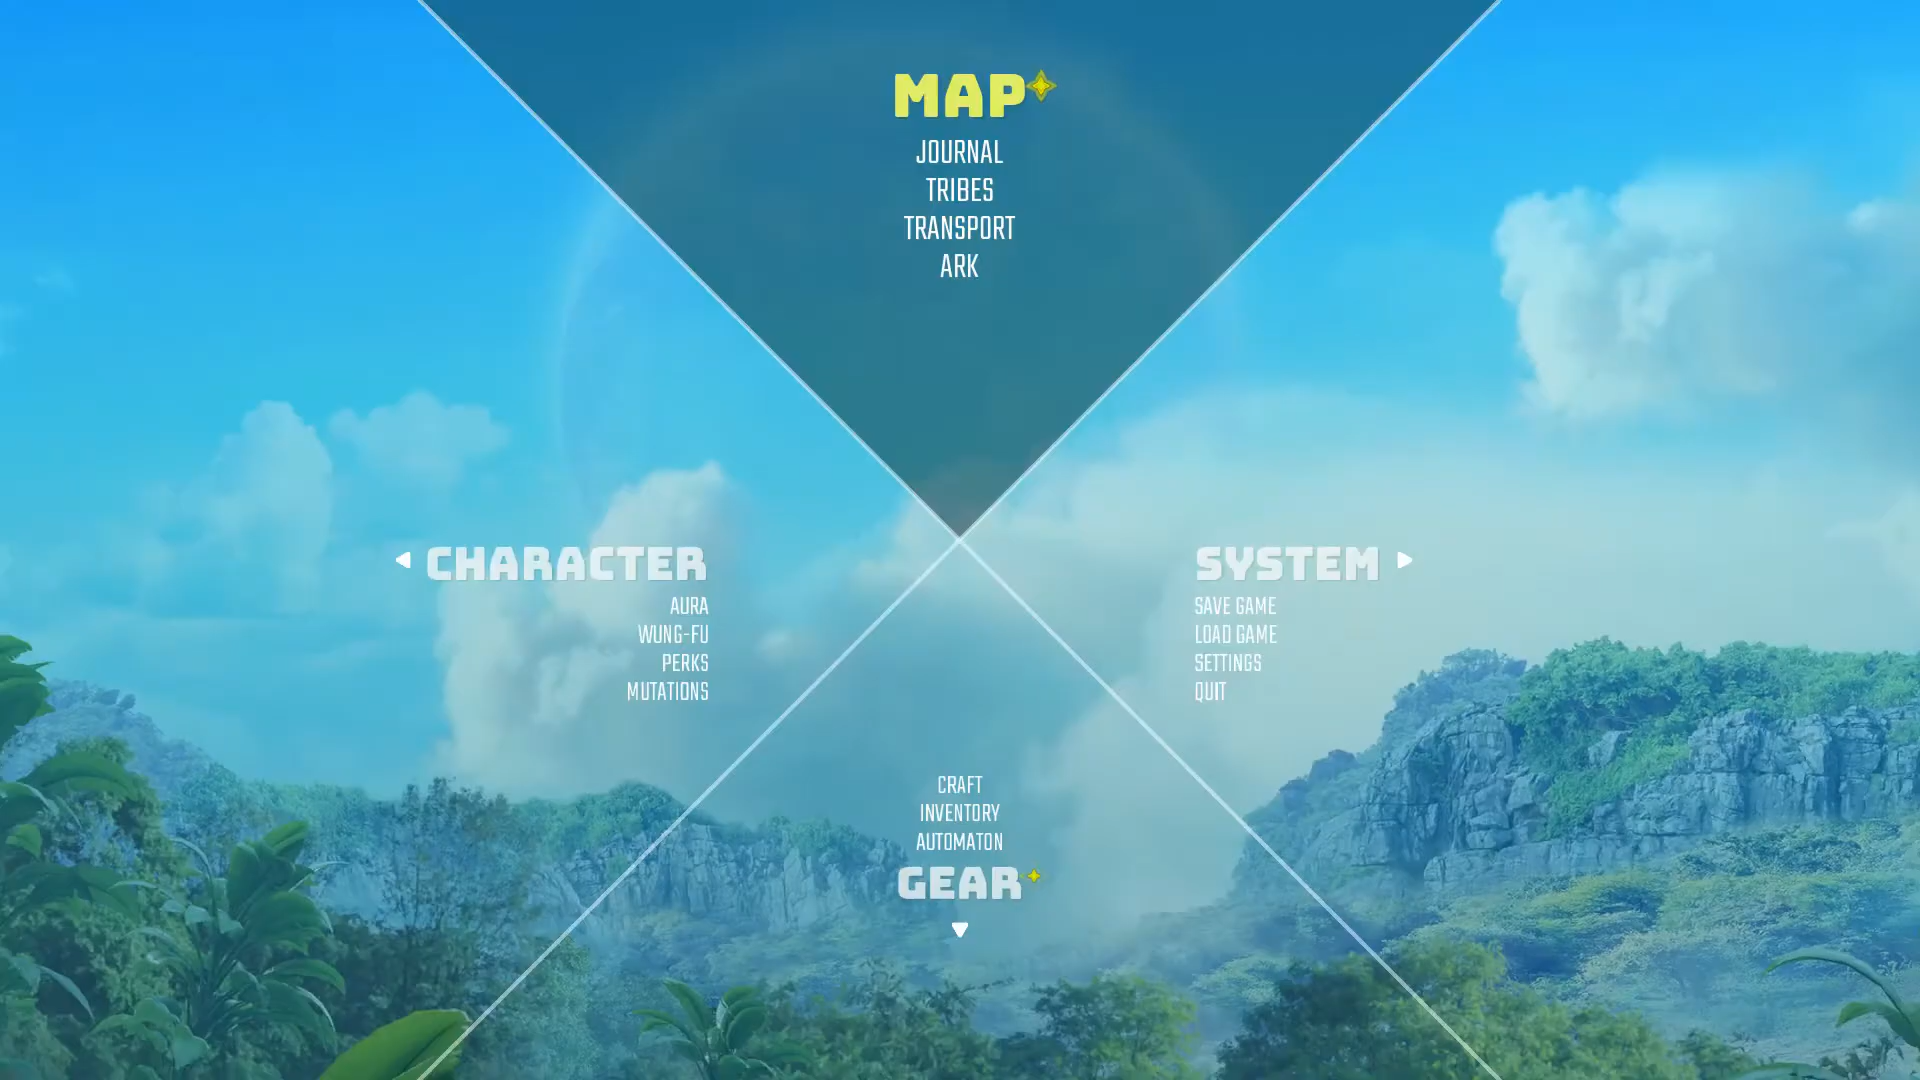 MAP
JOURNAL
TRIBES
TRANSPORT
ARK
CHARACTER
AURA
WUNG-FU
PERKS
MUTATIONS
SYSTEM
SAVE GAME
LOAD GAME
SETTINGS
QUIT
CRAFT
INVENTORY
AUTOMATON
GEAR